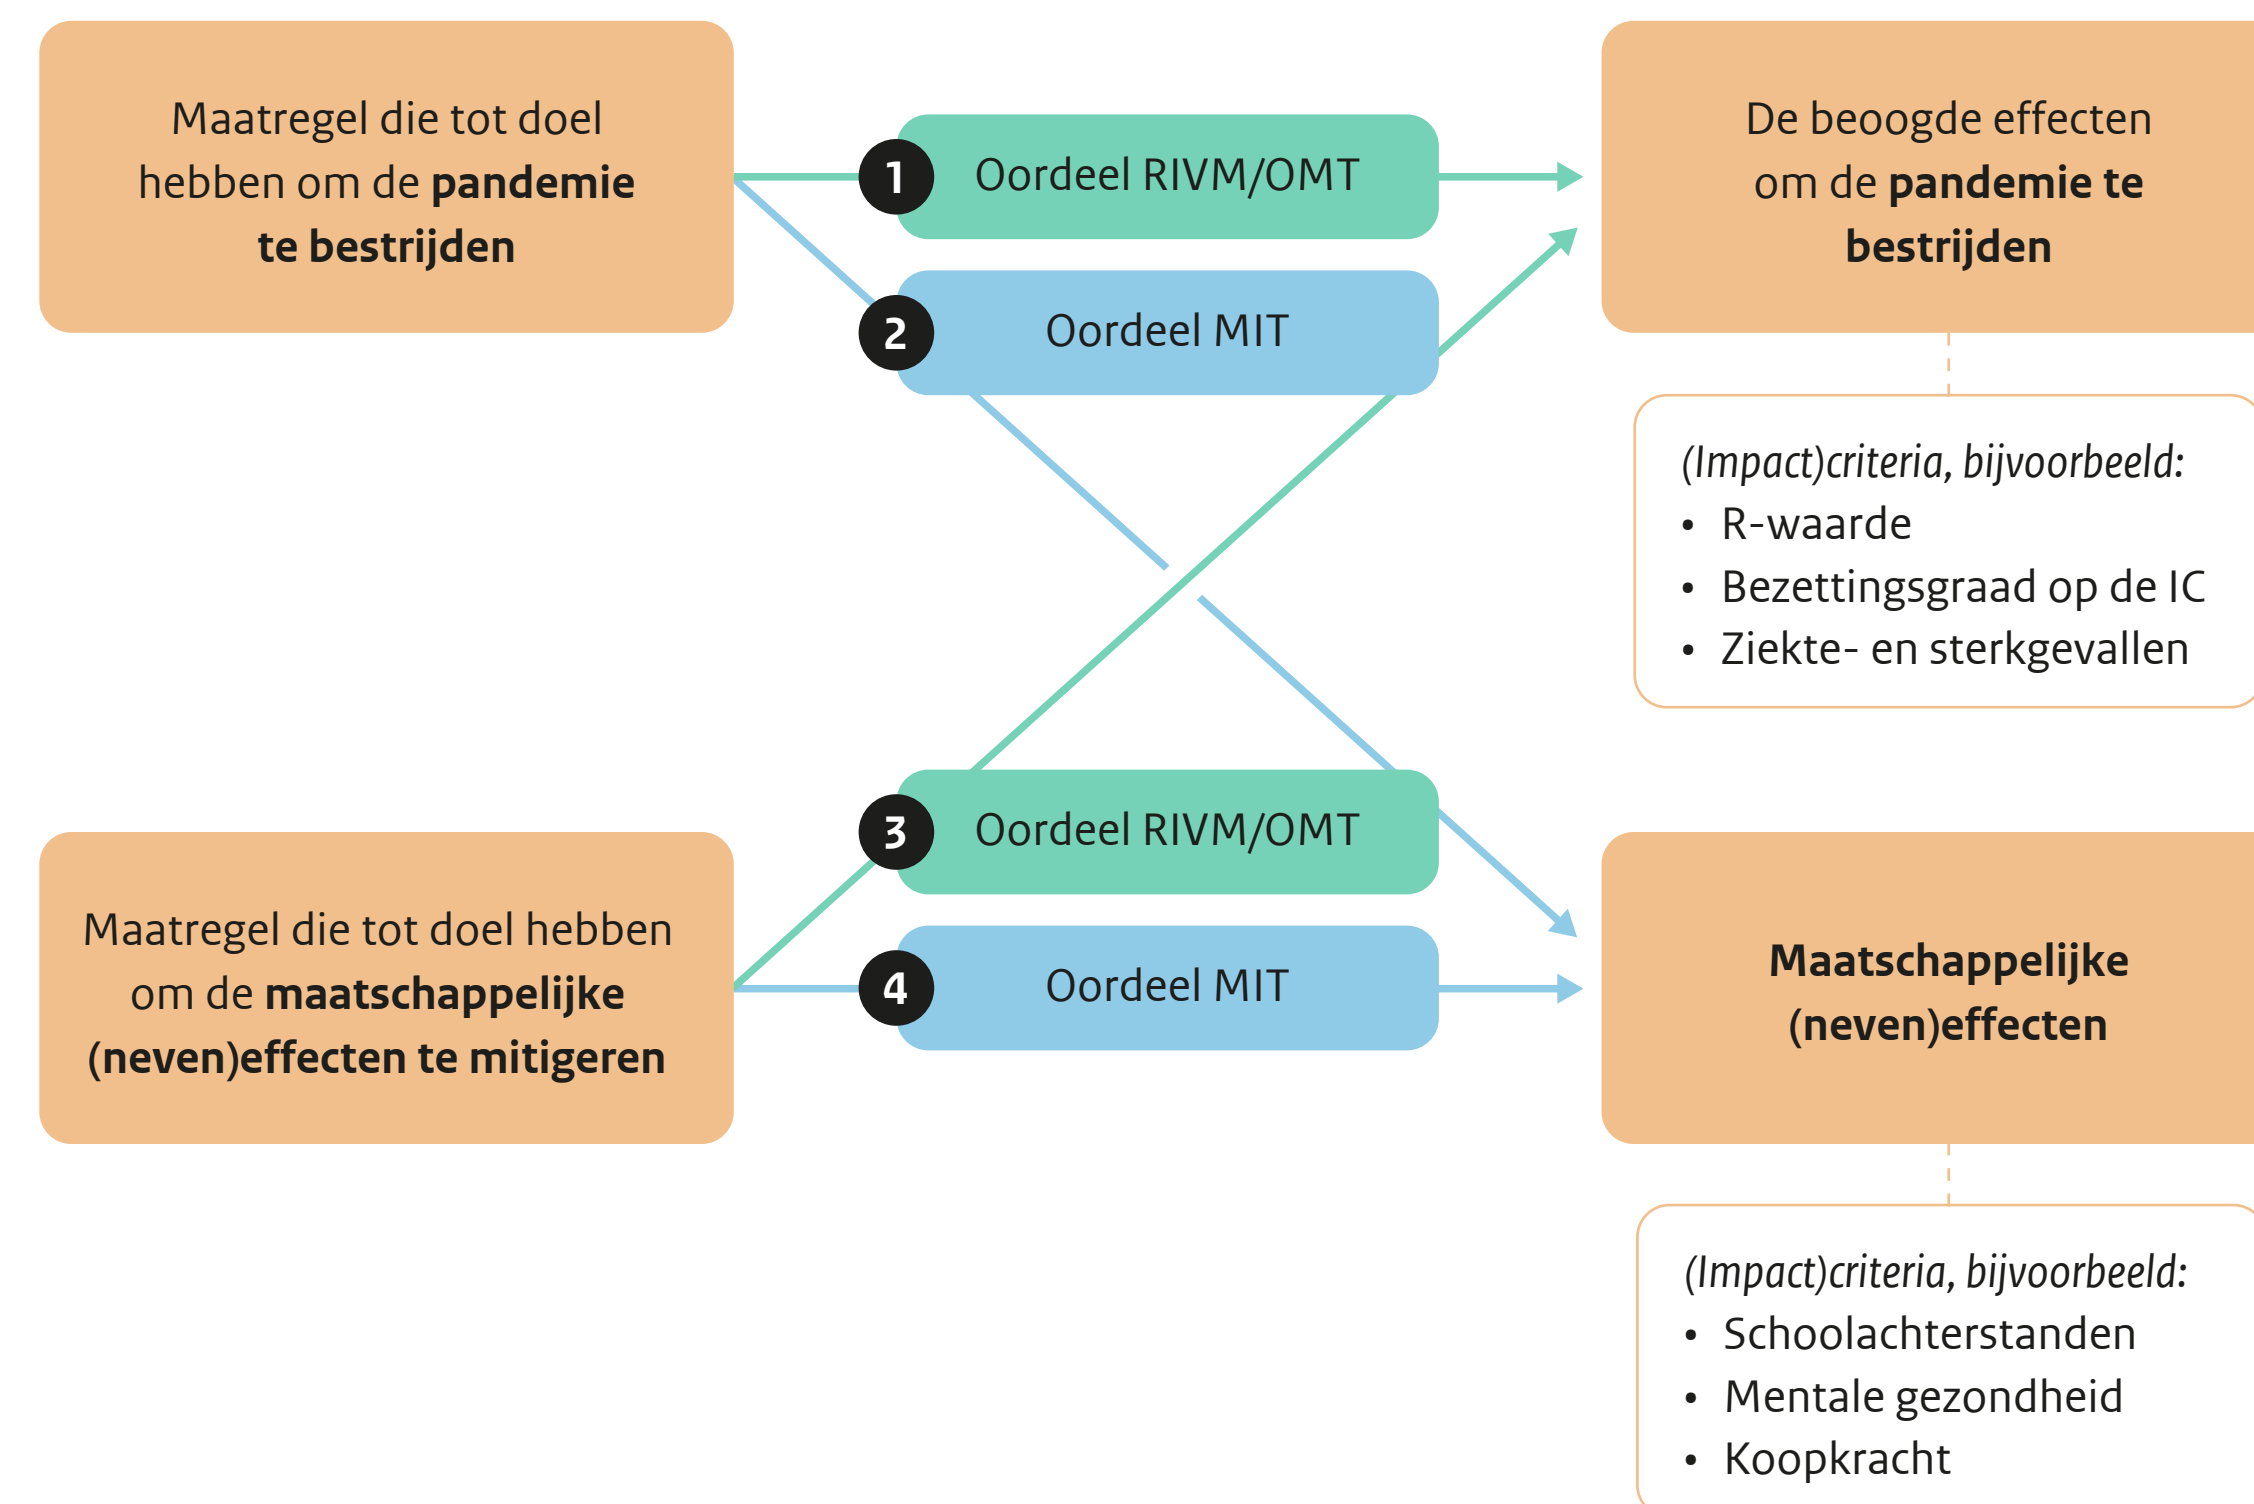 Maatregel die tot doel
hebben om de pandemie
te bestrijden
1 Oordeel RIVM/OMT
2 Oordeel MIT
De beoogde effecten
om de pandemie te
bestrijden
(Impact)criteria, bijvoorbeeld:
• R-waarde
• Bezettingsgraad op de IC
• Ziekte- en sterkgevallen
Maatregel die tot doel hebben
om de maatschappelijke
(neven)effecten te mitigeren
3 Oordeel RIVM/OMT
4 Oordeel MIT
Maatschappelijke
(neven)effecten
(Impact)criteria, bijvoorbeeld:
• Schoolachterstanden
• Mentale gezondheid
• Koopkracht